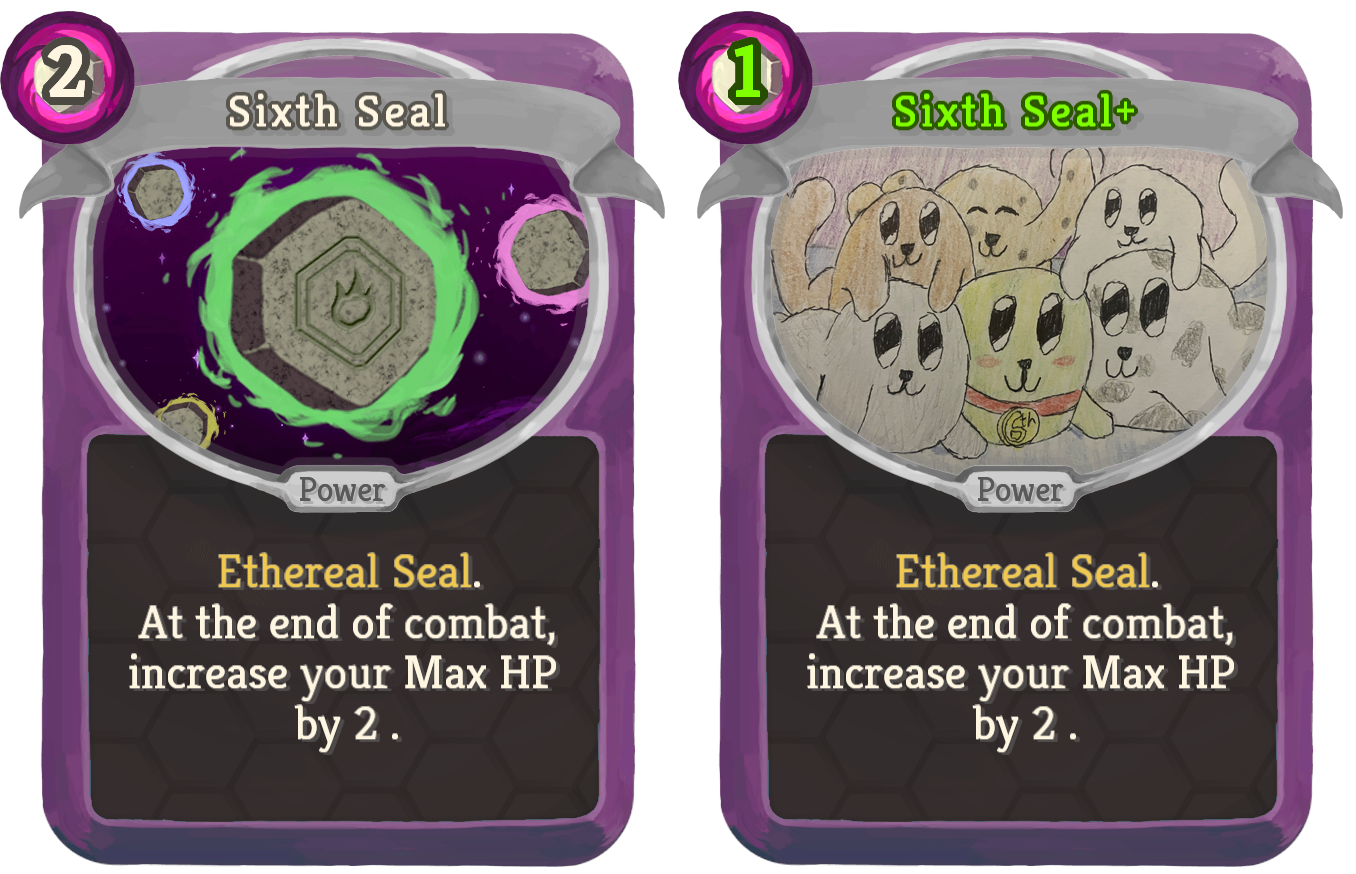 2
Sixth Seal
Power
Ethereal Seal.
At the end of combat,
increase your Max HP
by 2 .
1
Sixth Seal+
6th
Power
Ethereal Seal.
At the end of combat,
increase your Max HP
by 2 .